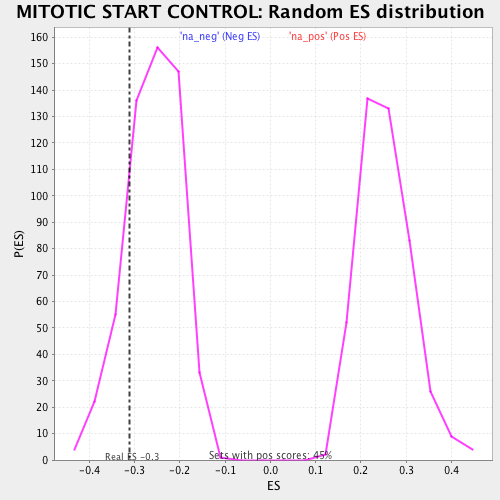 MITOTIC START CONTROL: Random ES distribution
'na_neg' (Neg ES) 'na_pos' (Pos ES)
160
150
140
130
120
110
100
90
80
70
60
50
40
30
20
10
0
P(ES)
Real ES -0.3 Sets with pos scores: 45%
-0.4 -0.3 -0.2 -0.1 0.0 0.1 0.2 0.3 0.4
ES